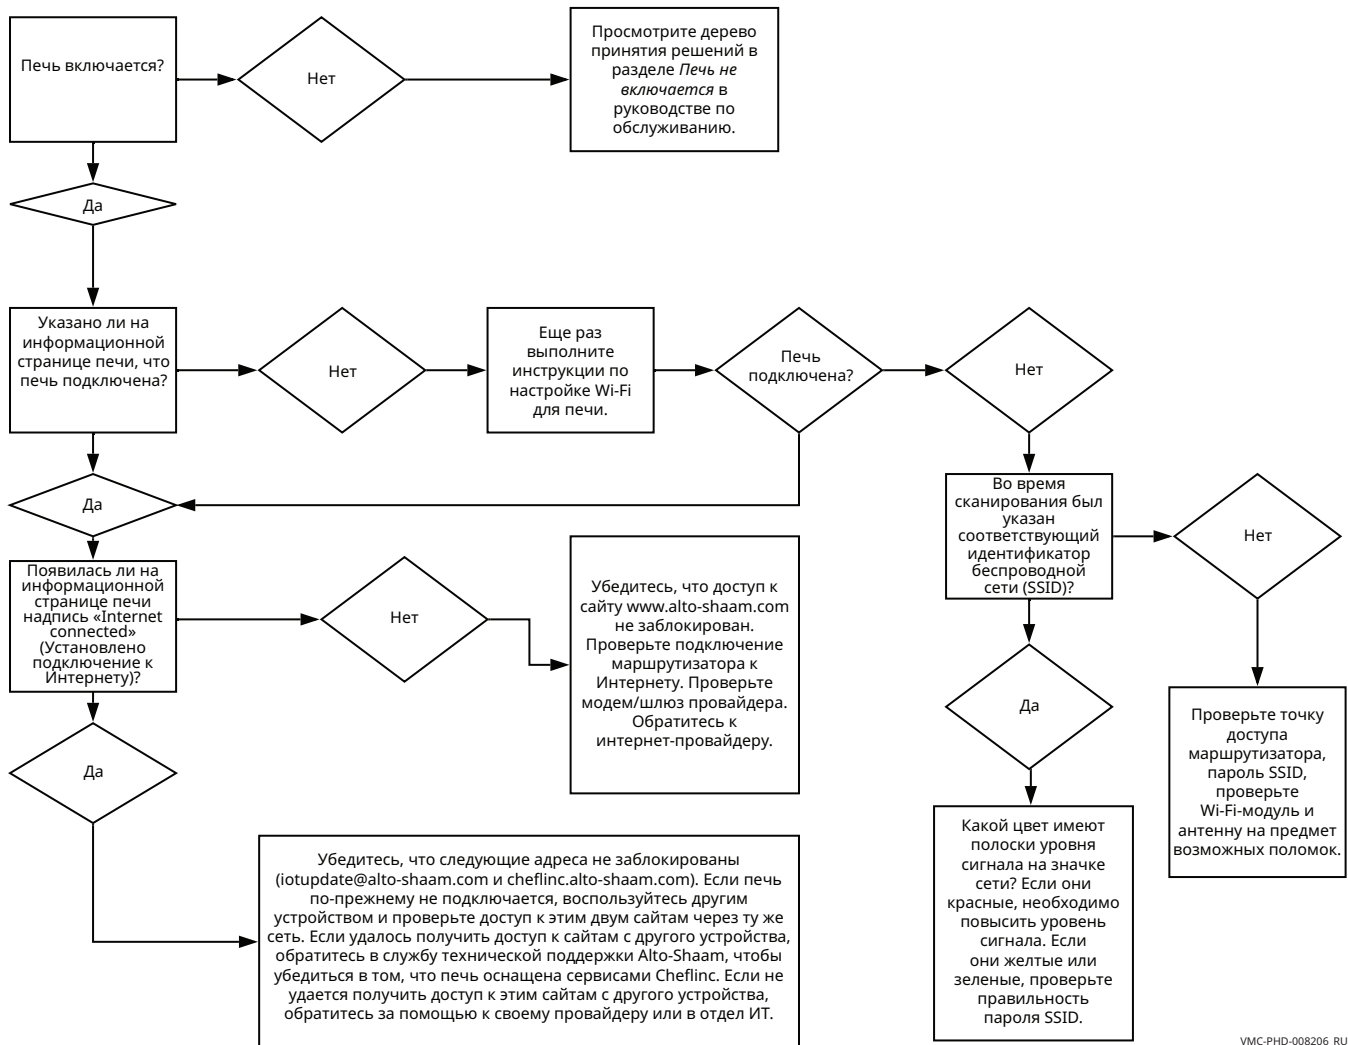 Печь включается?
Нет
Просмотрите дерево
принятия решений в
разделе Печь не
включается в
руководстве по
обслуживанию.
Да
Указано ли на
информационной
странице печи, что
печь подключена?
Нет
Еще раз
выполните
инструкции по
настройке Wi-Fi
для печи.
Печь
подключена?
Нет
Да
Во время
сканирования был
указан
соответствующий
идентификатор
беспроводной
сети (SSID)?
Нет
Появилась ли на
информационной
странице печи
надпись «Internet
connected»
(Установлено
подключение к
Интернету)?
Нет
Убедитесь, что доступ к
сайту www.alto-shaam.com
не заблокирован.
Проверьте подключение
маршрутизатора к
Интернету. Проверьте
модем/шлюз провайдера.
Обратитесь к
интернет-провайдеру.
Да
Проверьте точку
доступа
маршрутизатора,
пароль SSID,
проверьте
Wi-Fi-модуль и
антенну на предмет
возможных поломок.
Да
Убедитесь, что следующие адреса не заблокированы
(iotupdate@alto-shaam.com и cheflinc.alto-shaam.com). Если печь
по-прежнему не подключается, воспользуйтесь другим
устройством и проверьте доступ к этим двум сайтам через ту же
сеть. Если удалось получить доступ к сайтам с другого устройства,
обратитесь в службу технической поддержки Alto-Shaam, чтобы
убедиться в том, что печь оснащена сервисами Cheflinc. Если не
удается получить доступ к этим сайтам с другого устройства,
обратитесь за помощью к своему провайдеру или в отдел ИТ.
Какой цвет имеют
полоски уровня
сигнала на значке
сети? Если они
красные, необходимо
повысить уровень
сигнала. Если
они желтые или
зеленые, проверьте
правильность
пароля SSID.
VMC-PHD-008206_RU